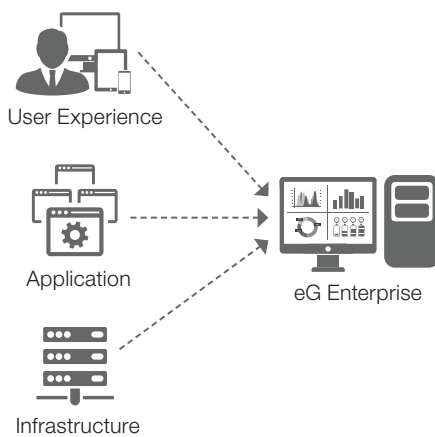 User Experience
Application
eG Enterprise
Infrastructure